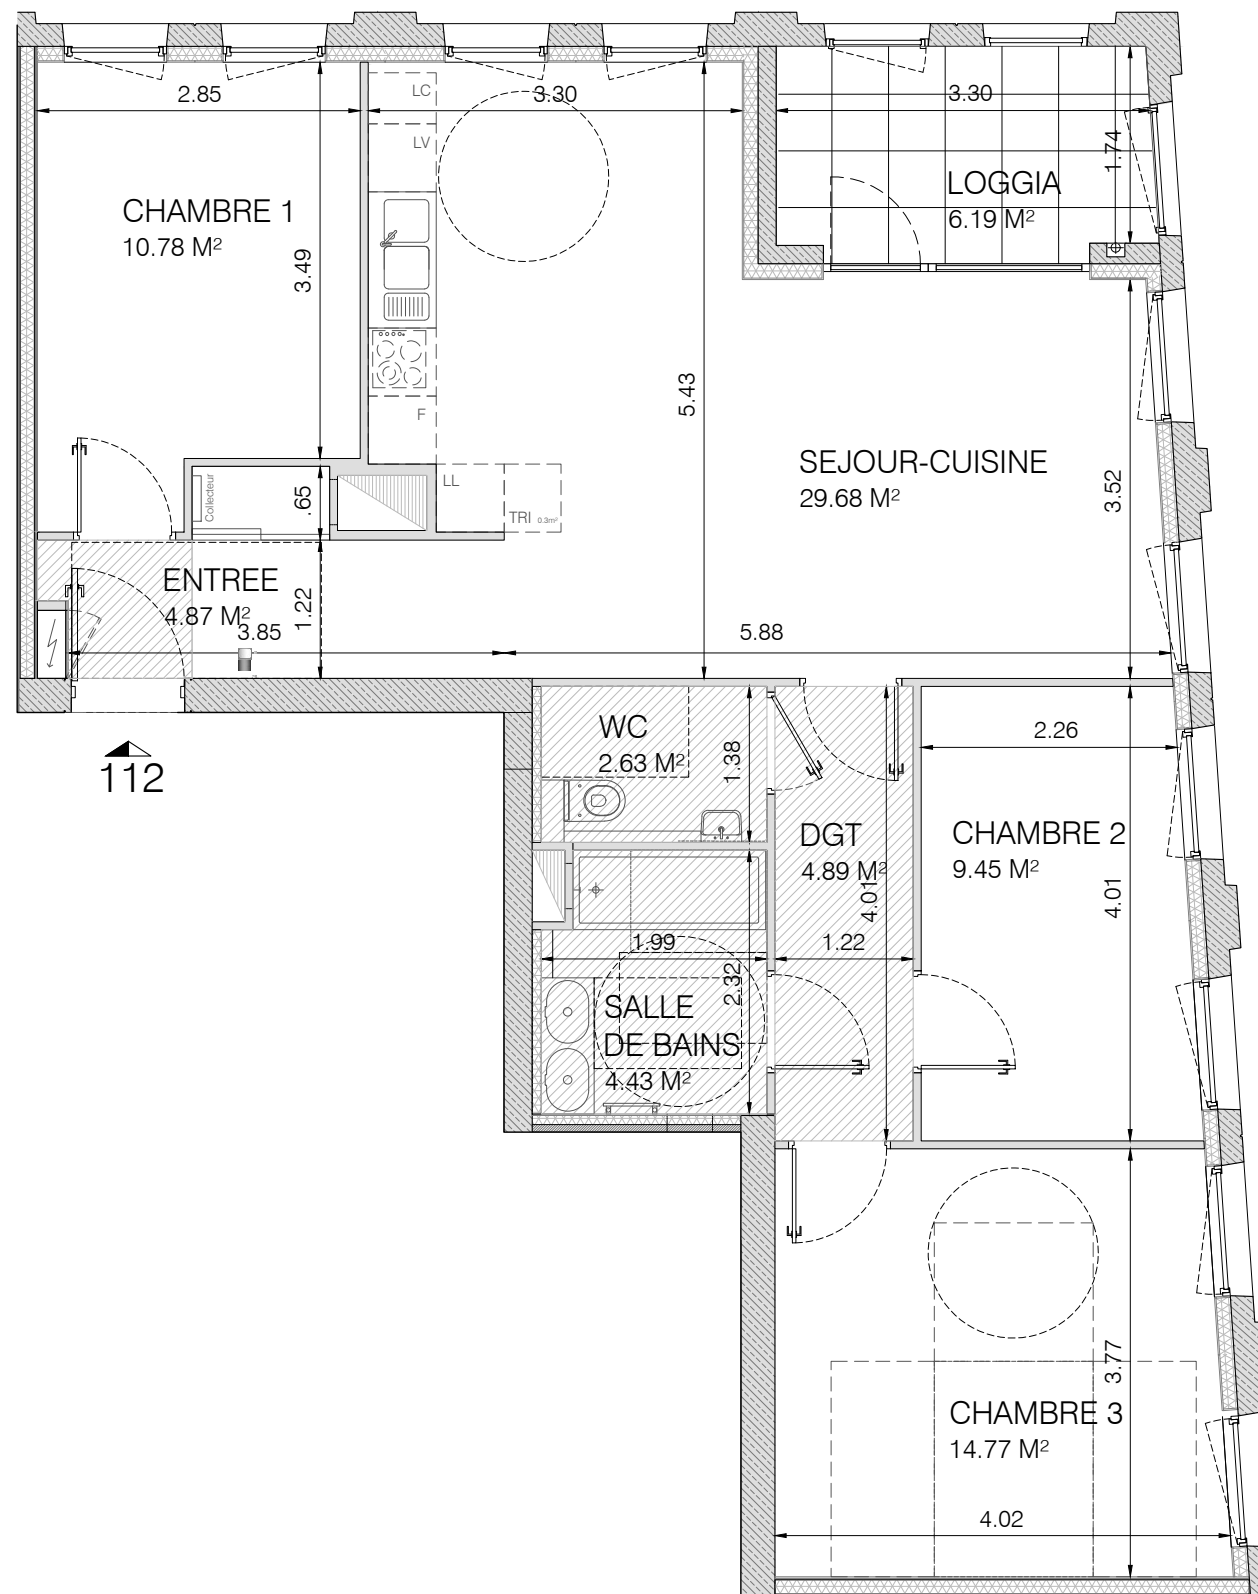 2.85
LC
3.30
3.30
1.74
LV
CHAMBRE 1
10.78 M²
LOGGIA
6.19 M²
3.49
5.43
F
SEJOUR-CUISINE
29.68 M²
3.52
Collecteur
.65
LL
TRI 0.3m²
ENTREE
4.87 M²
1.22
3.85
5.88
112
WC
2.63 M²
1.38
2.26
DGT
4.89 M²
CHAMBRE 2
9.45 M²
4.01
4.01
1.99
1.22
2.32
SALLE
DE BAINS
4.43 M²
3.77
CHAMBRE 3
14.77 M²
4.02